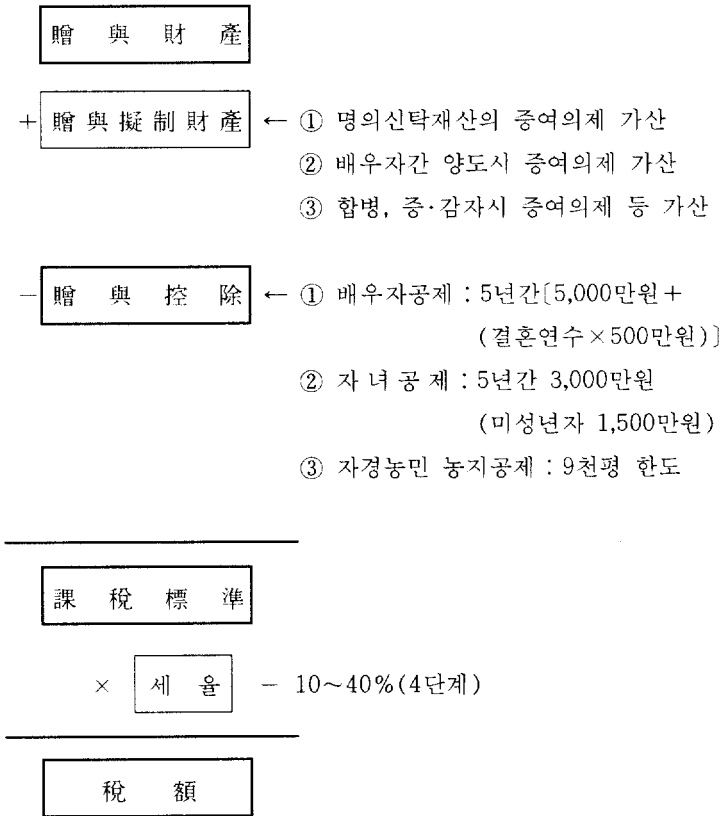 贈 與 財 產
+ 贈與擬制財產 ← ① 명의신탁재산의 증여의제 가산
② 배우자간 양도시 증여의제 가산
③ 합병, 증·감자시 증여의제 등 가산
− 贈 與 控 除 ← ① 배우자공제 : 5년간〔5,000만원+
(결혼연수×500만원)〕
② 자 녀 공 제 : 5년간 3,000만원
(미성년자 1,500만원)
③ 자경농민 농지공제 : 9천평 한도
課 稅 標 準
× 세 율 − 10~40%(4단계)
稅 額